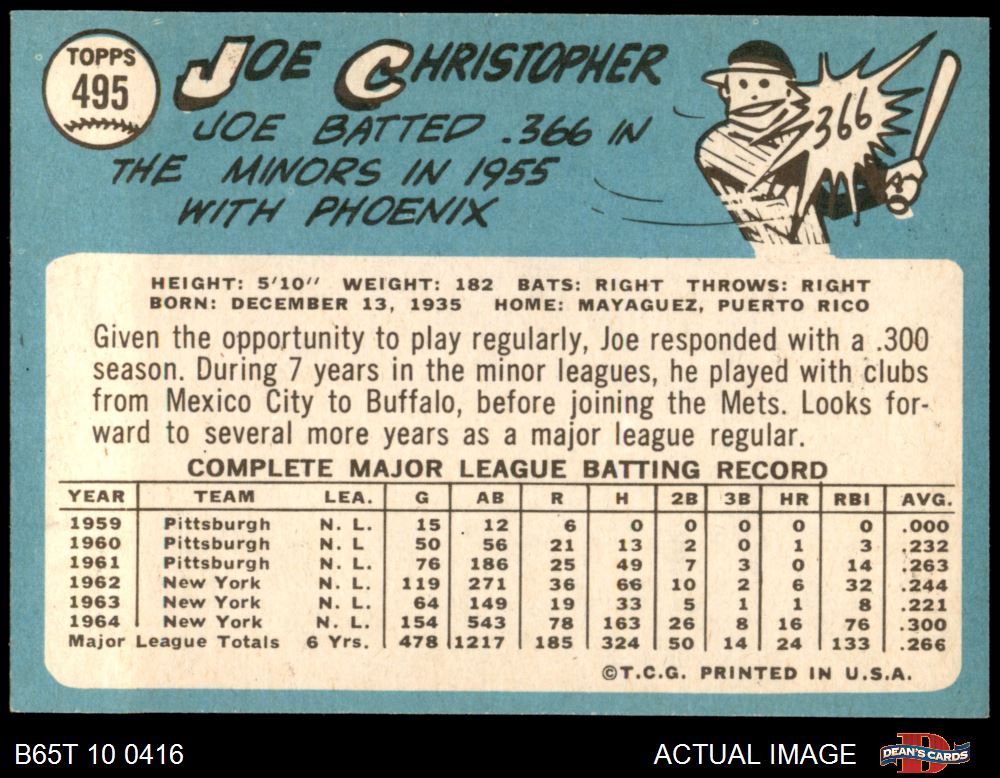 TOPPS
495
JOE CHRISTOPHER
JOE BATTED .366 IN
THE MINORS IN 1955
WITH PHOENIX
366
HEIGHT: 5'10" WEIGHT: 182 BATS: RIGHT THROWS: RIGHT
BORN: DECEMBER 13, 1935 HOME: MAYAGUEZ, PUERTO RICO
Given the opportunity to play regularly, Joe responded with a .300
season. During 7 years in the minor leagues, he played with clubs
from Mexico City to Buffalo, before joining the Mets. Looks for-
ward to several more years as a major league regular.
COMPLETE MAJOR LEAGUE BATTING RECORD
YEAR TEAM LEA. G AB R H 2B 3B HR RBI AVG.
1959 Pittsburgh N. L. 15 12 6 0 0 0 0 0 .000
1960 Pittsburgh N. L 50 56 21 13 2 0 1 3 .232
1961 Pittsburgh N. L. 76 186 25 49 7 3 0 14 .263
1962 New York N. L. 119 271 36 66 10 2 6 32 .244
1963 New York N. L. 64 149 19 33 5 1 1 8 .221
1964 New York N. L. 154 543 78 163 26 8 16 76 .300
Major League Totals 6 Yrs. 478 1217 185 324 50 14 24 133 .266
©T.C.G. PRINTED IN U.S.A.
B65T 10 0416
ACTUAL IMAGE
D
DEAN'S CARDS